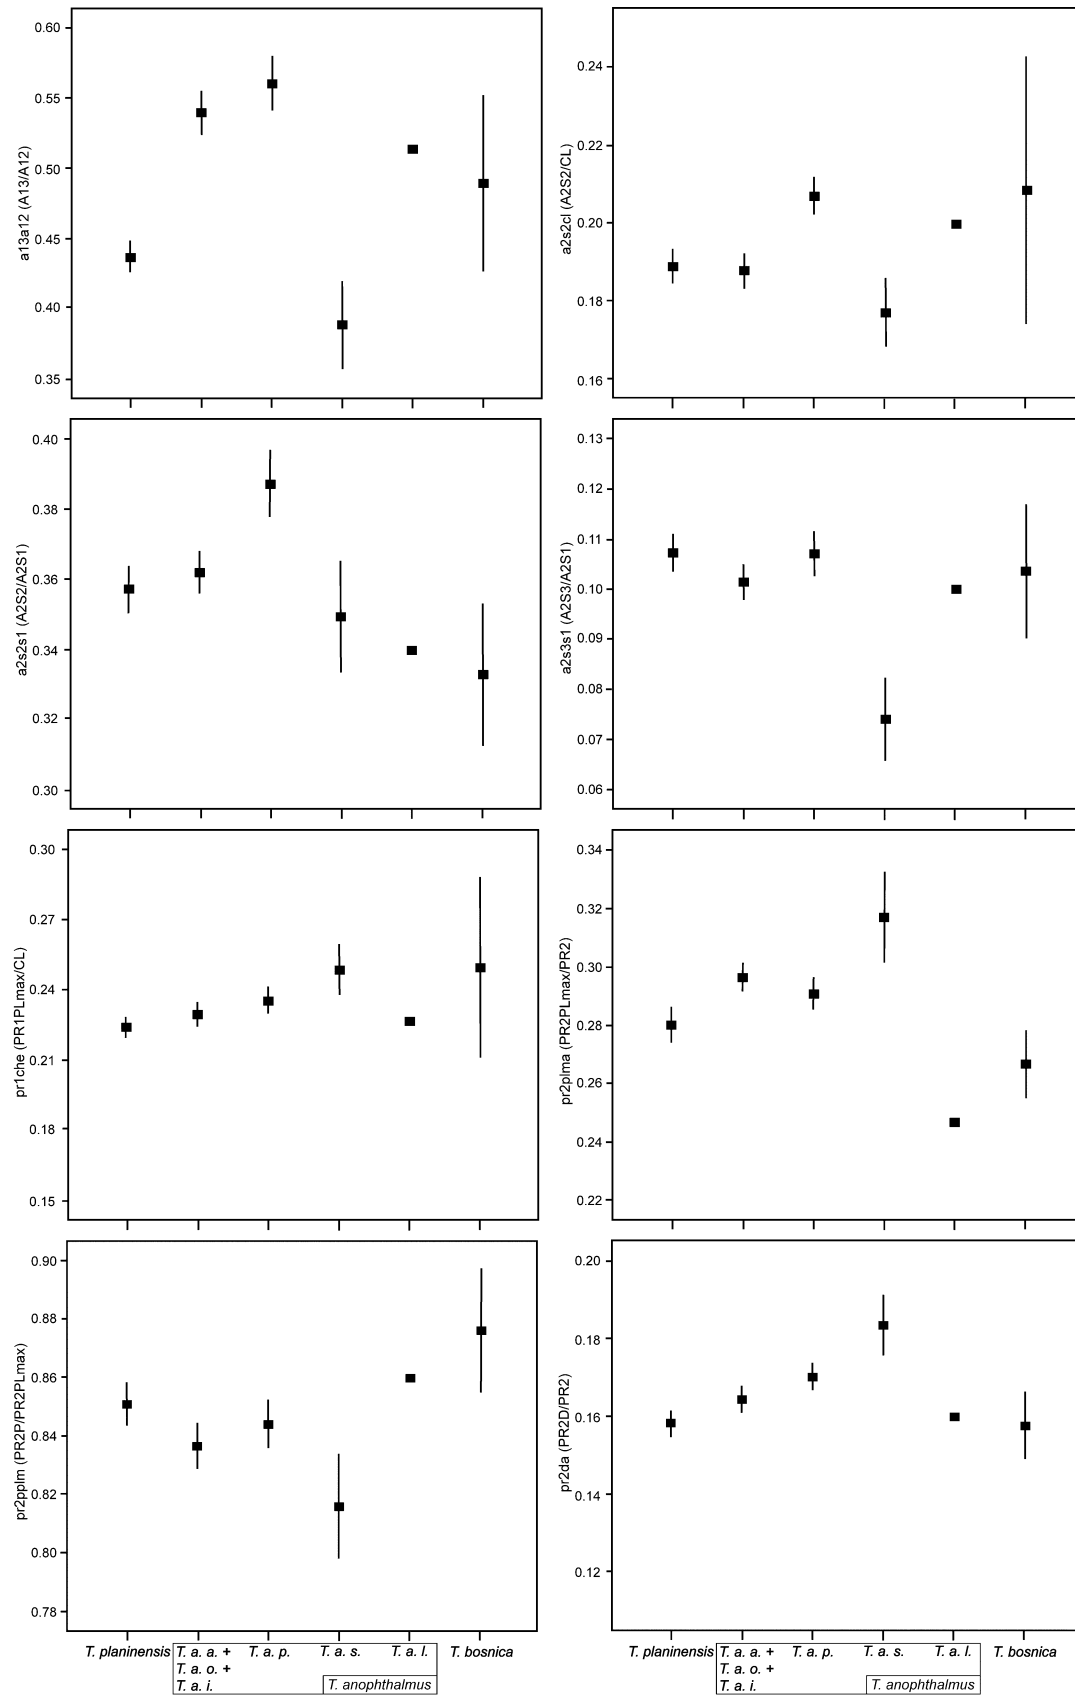 0.60
0.55
0.50
0.45
0.40
0.35
a13a12 (A13/A12)
0.24
0.22
0.20
0.18
0.16
a2s2cl (A2S2/CL)
0.40
0.38
0.36
0.34
0.32
0.30
a2s2s1 (A2S2/A2S1)
0.13
0.12
0.11
0.10
0.09
0.08
0.07
0.06
a2s3s1 (A2S3/A2S1)
0.30
0.27
0.24
0.21
0.18
0.15
pr1che (PR1PLmax/CL)
0.34
0.32
0.30
0.28
0.26
0.24
0.22
pr2plma (PR2PLmax/PR2)
0.90
0.88
0.86
0.84
0.82
0.80
0.78
pr2pplm (PR2P/PR2PLmax)
0.20
0.18
0.16
0.14
0.12
pr2da (PR2D/PR2)
T. planinensis
T. a. a. +
T. a. o. +
T. a. i.
T. a. p.
T. a. s.
T. a. l.
T. bosnica
T. anophthalmus
T. planinensis
T. a. a. +
T. a. o. +
T. a. i.
T. a. p.
T. a. s.
T. a. l.
T. bosnica
T. anophthalmus